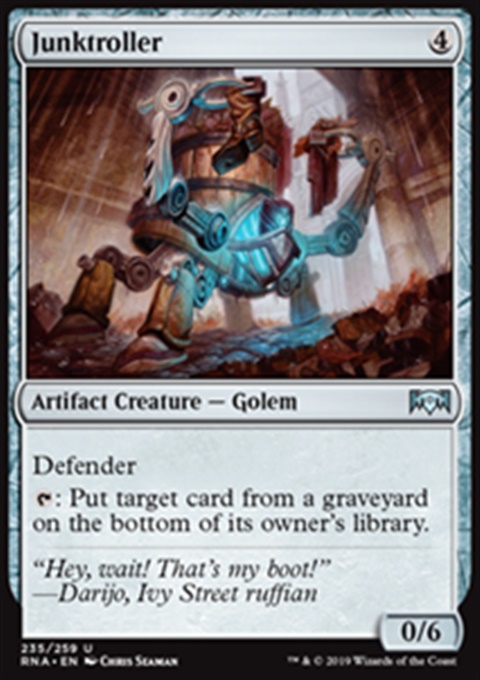 Junktroller 4
Artifact Creature — Golem
Defender
: Put target card from a graveyard
on the bottom of its owner's library.
"Hey, wait! That's my boot!"
—Darijo, Ivy Street ruffian
0/6
235/259 U
RNA • EN Chris Seaman
™ & © 2019 Wizards of the Coast